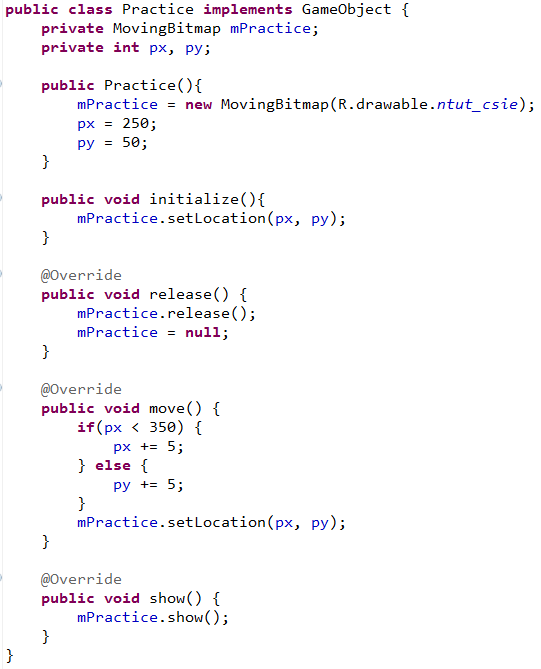 public class Practice implements GameObject {
    private MovingBitmap mPractice;
    private int px, py;

    public Practice(){
        mPractice = new MovingBitmap(R.drawable.ntut_csie);
        px = 250;
        py = 50;
    }

    public void initialize(){
        mPractice.setLocation(px, py);
    }

    @Override
    public void release() {
        mPractice.release();
        mPractice = null;
    }

    @Override
    public void move() {
        if(px < 350) {
            px += 5;
        } else {
            py += 5;
        }
        mPractice.setLocation(px, py);
    }

    @Override
    public void show() {
        mPractice.show();
    }
}